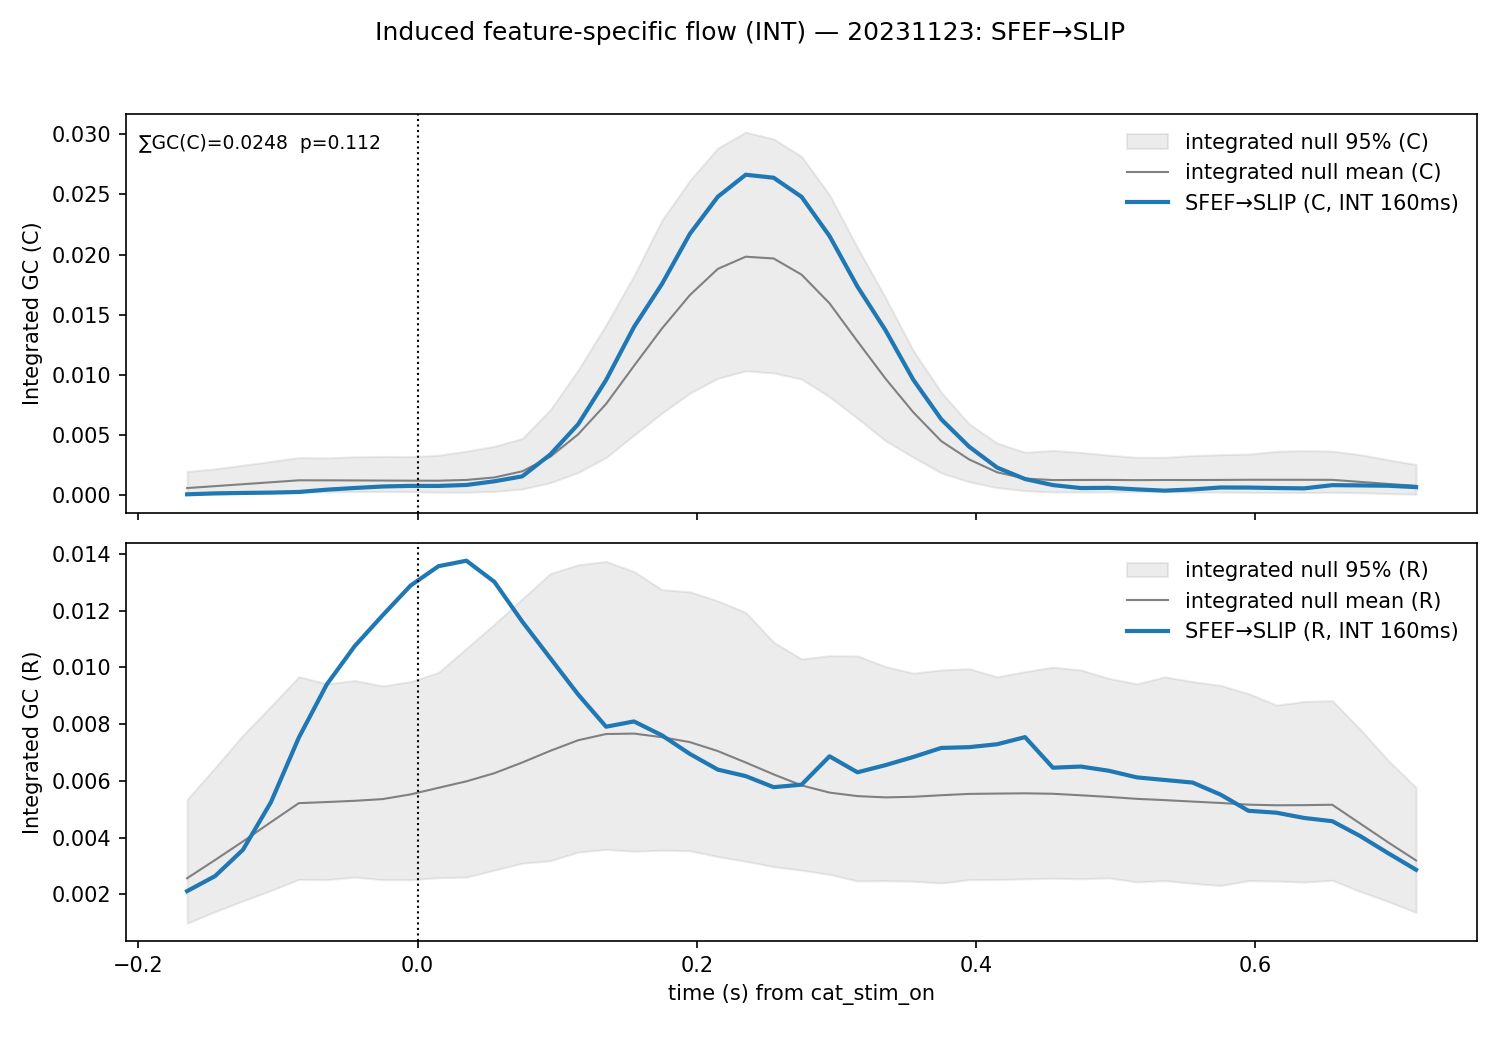 Induced feature-specific flow (INT) — 20231123: SFEF→SLIP
∑GC(C)=0.0248  p=0.112
integrated null 95% (C)
integrated null mean (C)
SFEF→SLIP (C, INT 160ms)
Integrated GC (C)
0.030
0.025
0.020
0.015
0.010
0.005
0.000
integrated null 95% (R)
integrated null mean (R)
SFEF→SLIP (R, INT 160ms)
Integrated GC (R)
0.014
0.012
0.010
0.008
0.006
0.004
0.002
−0.2 0.0 0.2 0.4 0.6
time (s) from cat_stim_on